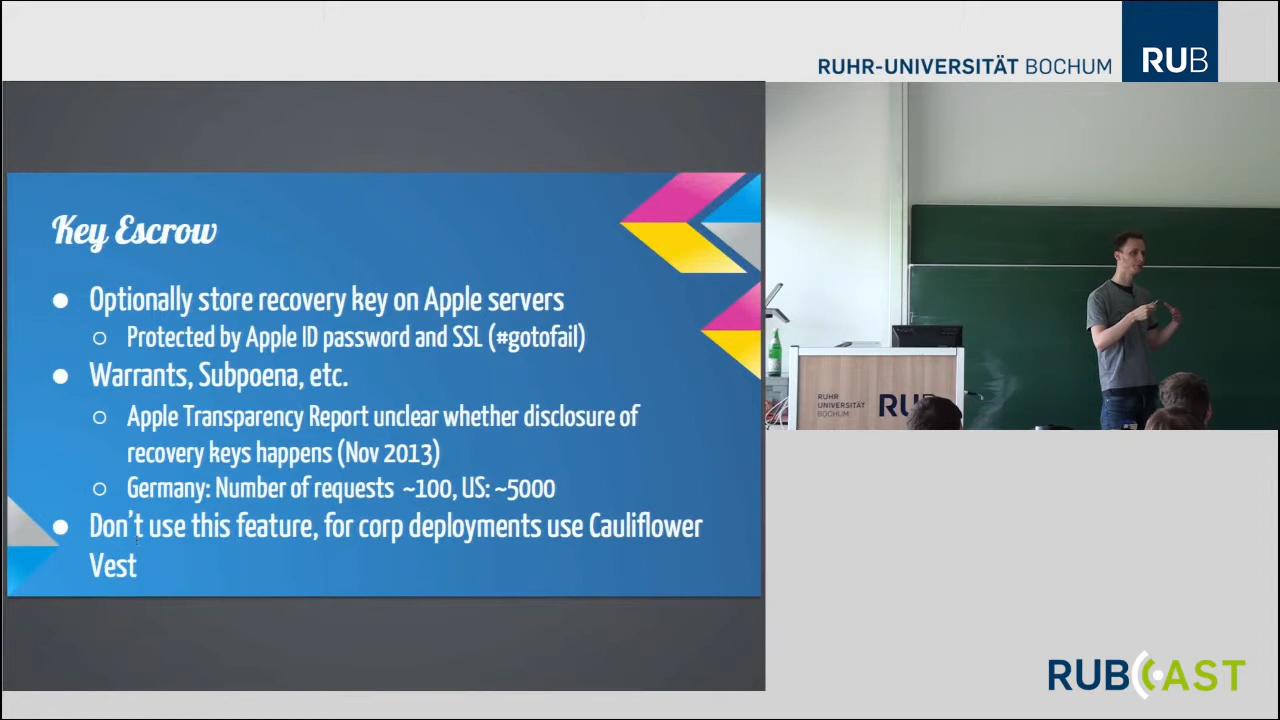 RUHR-UNIVERSITÄT BOCHUM RUB
Key Escrow
● Optionally store recovery key on Apple servers
○ Protected by Apple ID password and SSL (#gotofail)
● Warrants, Subpoena, etc.
○ Apple Transparency Report unclear whether disclosure of
recovery keys happens (Nov 2013)
○ Germany: Number of requests ~100, US: ~5000
● Don't use this feature, for corp deployments use Cauliflower
Vest
RUHR
UNIVERSITÄT
BOCHUM
RUB
RUBCAST